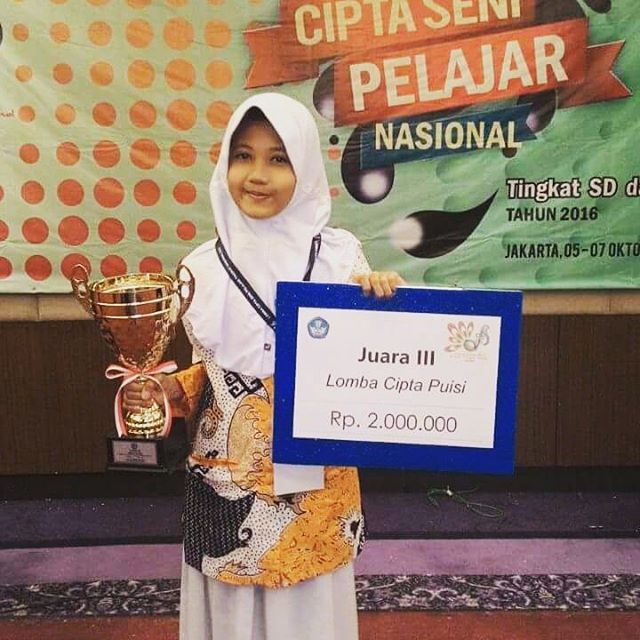 CIPTA SENI
PELAJAR
NASIONAL
Tingkat SD d
TAHUN 2016
JAKARTA, 05-07 OKTO
Juara III
Lomba Cipta Puisi
Rp. 2.000.000